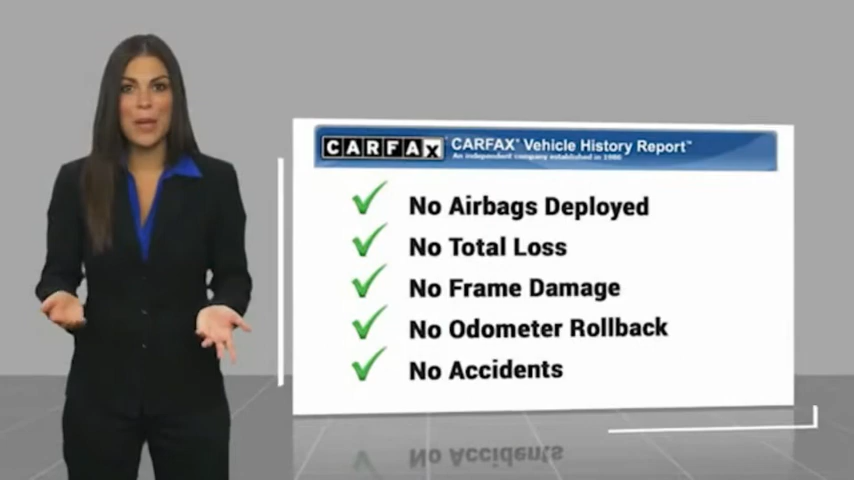 CARFAX CARFAX® Vehicle History Report™
An independent company established in 1986
No Airbags Deployed
No Total Loss
No Frame Damage
No Odometer Rollback
No Accidents
No Accidents